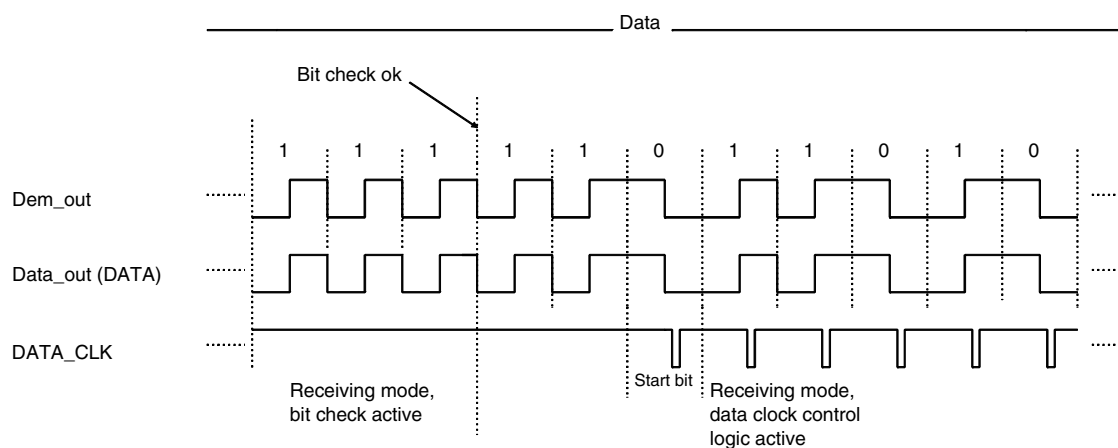 Data
Bit check ok
1 1 1 1 1 0 1 1 0 1 0
Dem_out
Data_out (DATA)
DATA_CLK
Start bit
Receiving mode,
bit check active
Receiving mode,
data clock control
logic active